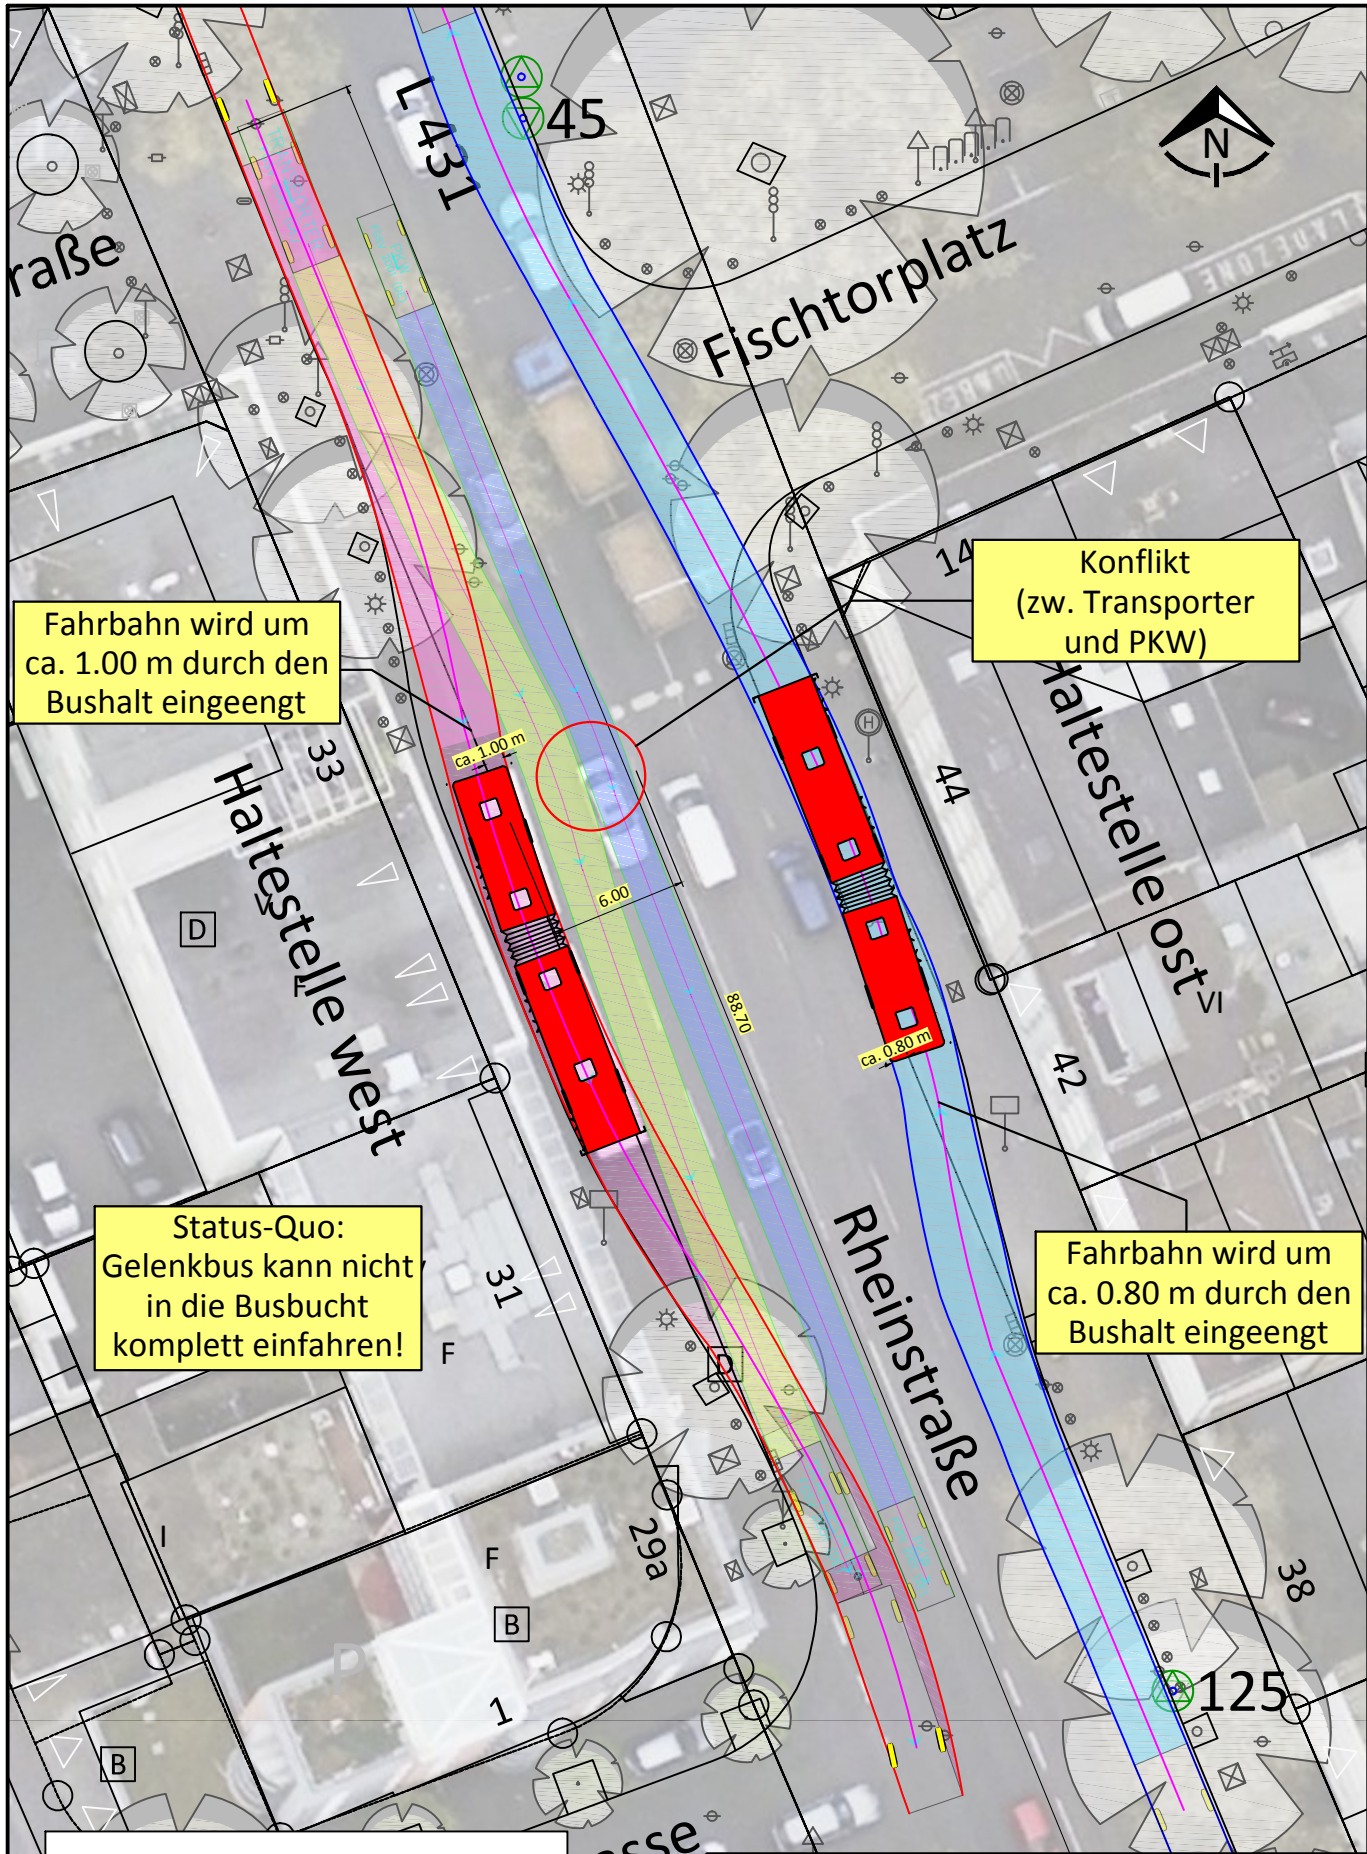 L 431
45
N
raße
Fischtorplatz
LADEZONE
14
Konflikt
(zw. Transporter
und PKW)
Fahrbahn wird um
ca. 1.00 m durch den
Bushalt eingeengt
33
ca. 1.00 m
Haltestelle west
Haltestelle ost
H
44
6.00
D
F
88.70
VI
ca. 0.80 m
42
Status-Quo:
Gelenkbus kann nicht
in die Busbucht
komplett einfahren!
31
F
Rheinstraße
Fahrbahn wird um
ca. 0.80 m durch den
Bushalt eingeengt
D
I
F
29a
B
38
D
1
125
B
sse